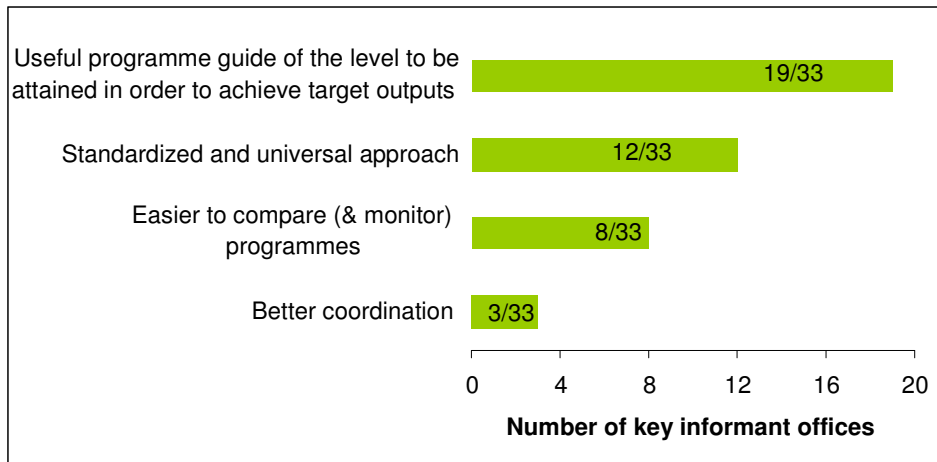 Useful programme guide of the level to be
attained in order to achieve target outputs
19/33
Standardized and universal approach
12/33
Easier to compare (& monitor)
programmes
8/33
Better coordination
3/33
0 4 8 12 16 20
Number of key informant offices